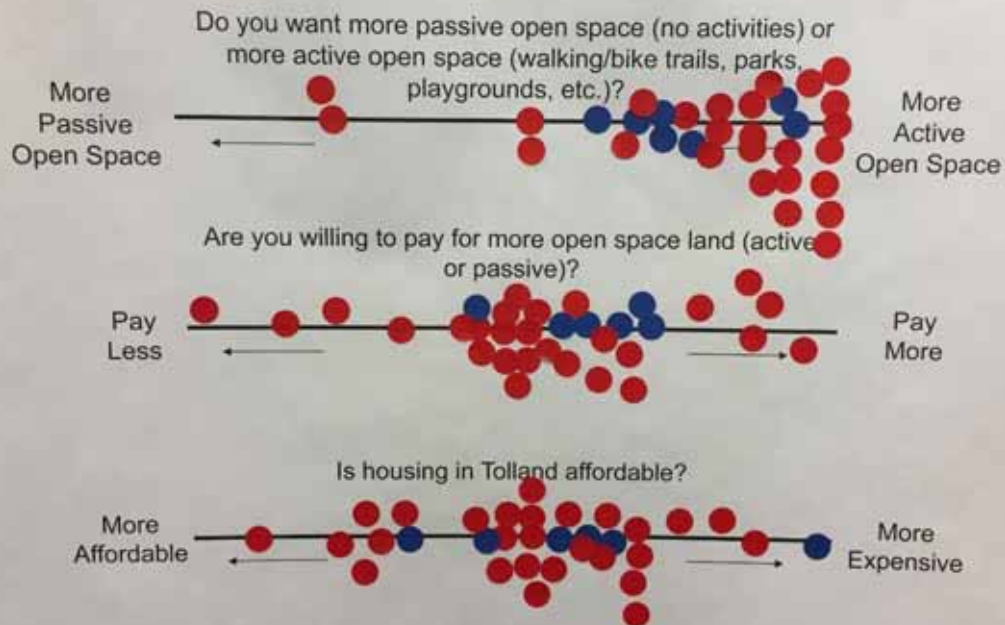 Do you want more passive open space (no activities) or
more active open space (walking/bike trails, parks,
playgrounds, etc.)?
More
Passive
Open Space
More
Active
Open Space
Are you willing to pay for more open space land (active
or passive)?
Pay
Less
Pay
More
Is housing in Tolland affordable?
More
Affordable
More
Expensive